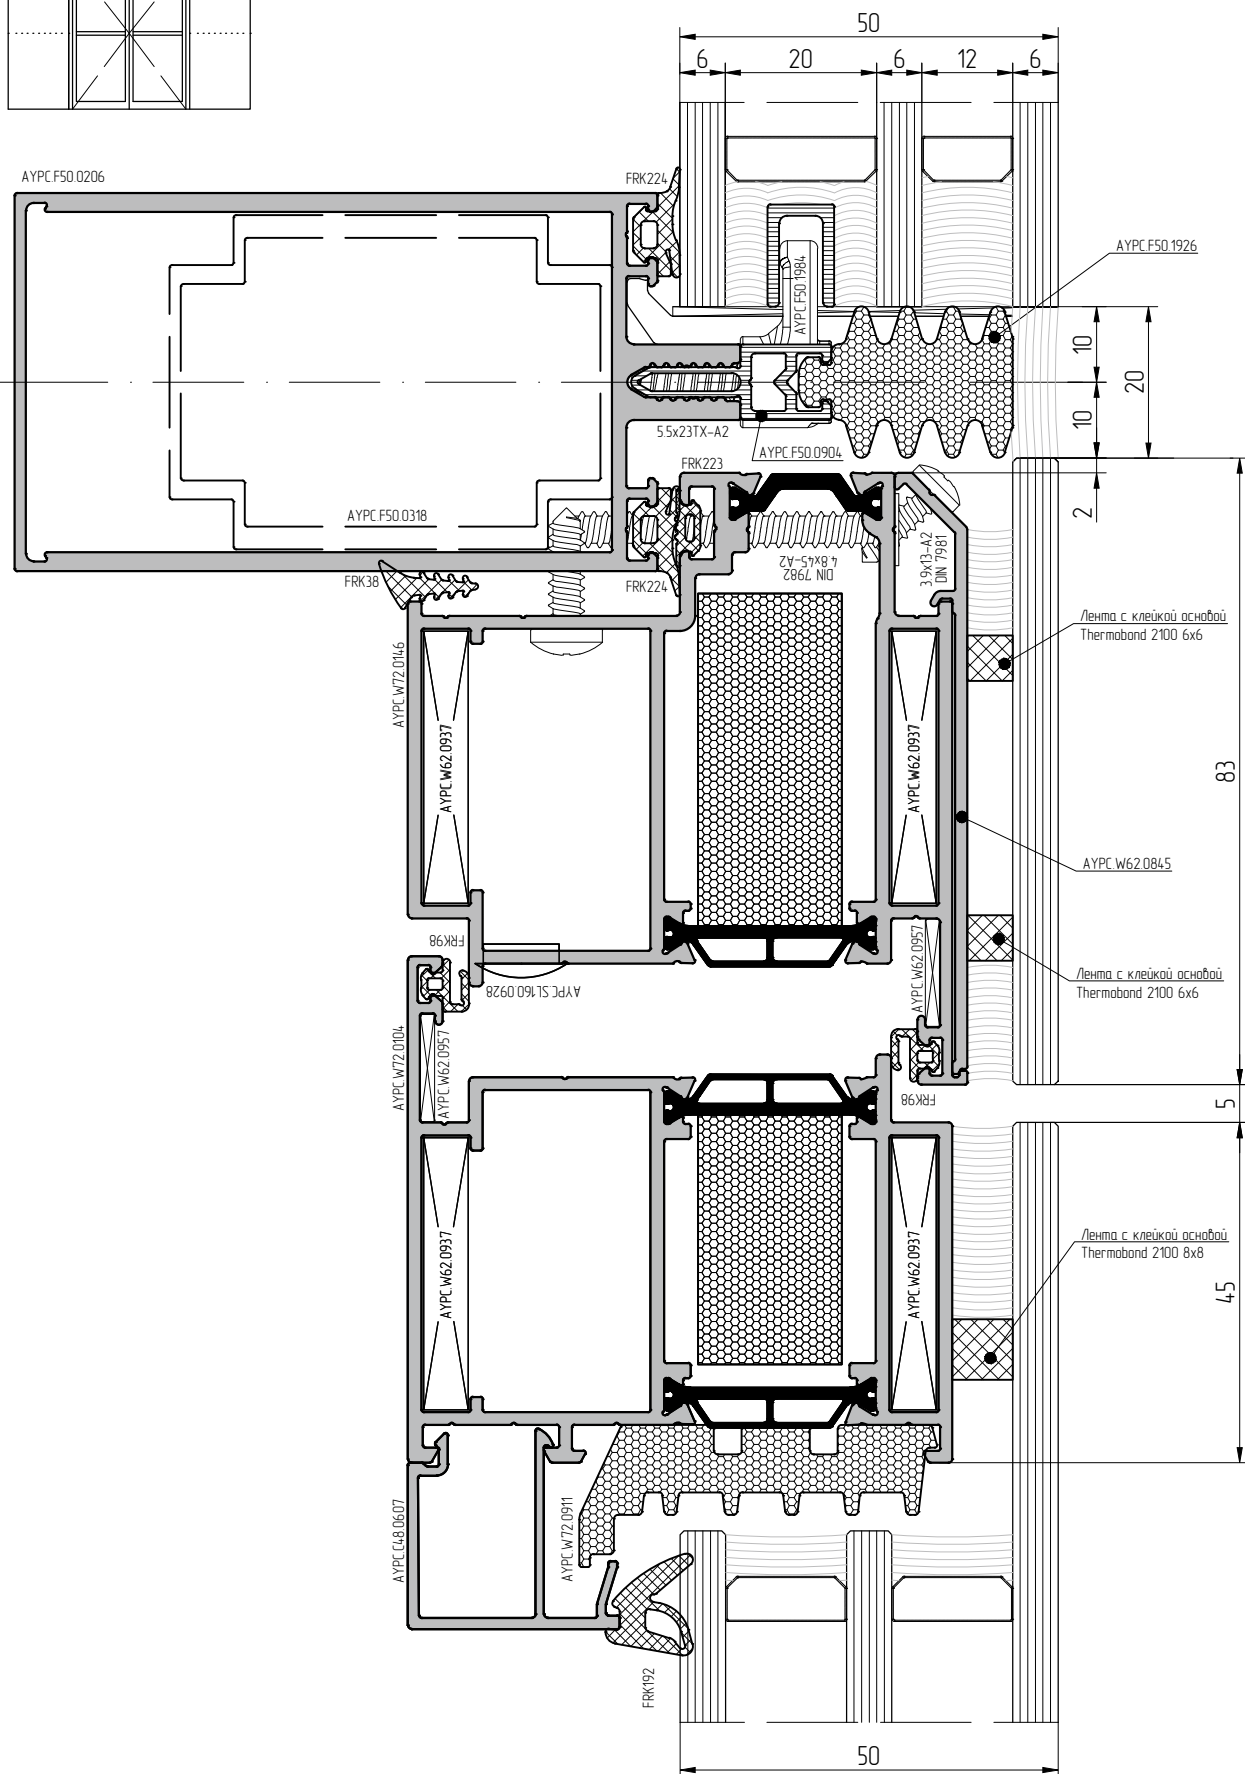 50
6
20
6
12
6
AYPC.F50.0206
FRK224
AYPC.F50.1926
AYPC.F50.1984
10
20
10
5.5x23TX-A2
AYPC.F50.0904
FRK223
2
AYPC.F50.0318
FRK38
FRK224
DIN 7982
4.8x45-A2
3.9x13-A2
DIN 7981
Лента с клейкой основой
Thermobond 2100 6x6
AYPC.W72.0146
AYPC.W62.0937
AYPC.W62.0937
83
AYPC.W62.0845
FRK98
AYPC.W62.0957
AYPC.SL160.0928
Лента с клейкой основой
Thermobond 2100 6x6
AYPC.W72.0104
AYPC.W62.0957
FRK98
5
AYPC.W62.0937
AYPC.W62.0937
Лента с клейкой основой
Thermobond 2100 8x8
45
AYPC.C48.0607
AYPC.W72.0911
FRK192
50